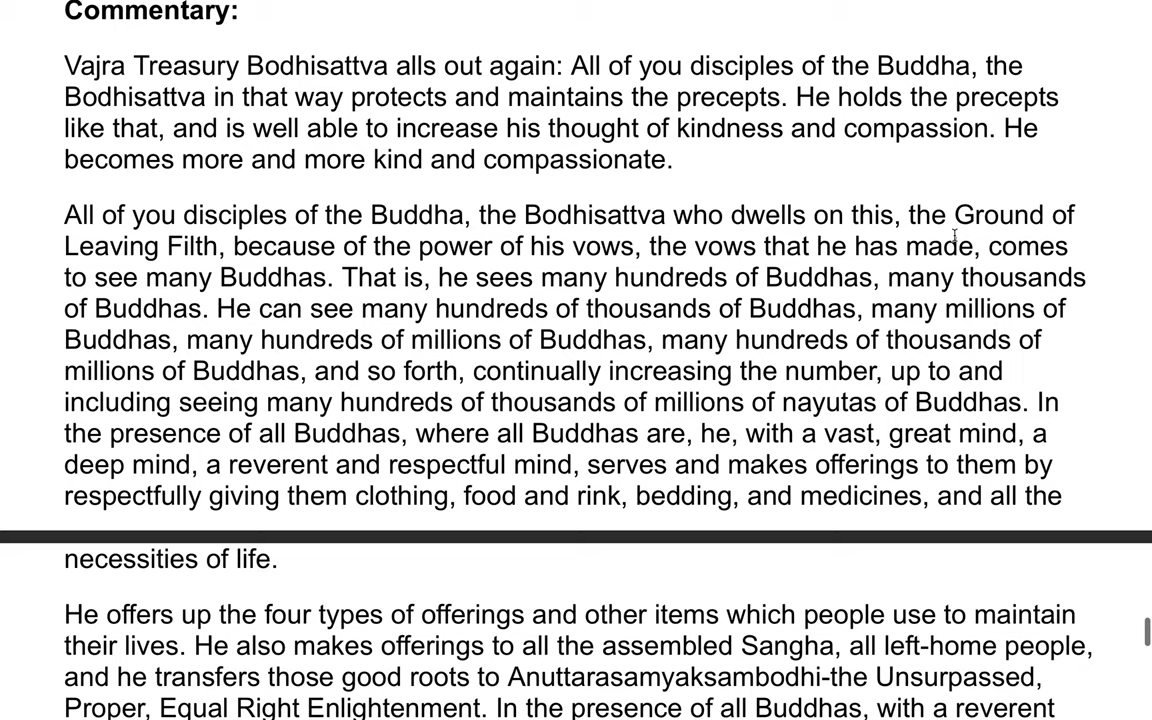 Commentary:
Vajra Treasury Bodhisattva alls out again: All of you disciples of the Buddha, the
Bodhisattva in that way protects and maintains the precepts. He holds the precepts
like that, and is well able to increase his thought of kindness and compassion. He
becomes more and more kind and compassionate.
All of you disciples of the Buddha, the Bodhisattva who dwells on this, the Ground of
Leaving Filth, because of the power of his vows, the vows that he has made, comes
to see many Buddhas. That is, he sees many hundreds of Buddhas, many thousands
of Buddhas. He can see many hundreds of thousands of Buddhas, many millions of
Buddhas, many hundreds of millions of Buddhas, many hundreds of thousands of
millions of Buddhas, and so forth, continually increasing the number, up to and
including seeing many hundreds of thousands of millions of nayutas of Buddhas. In
the presence of all Buddhas, where all Buddhas are, he, with a vast, great mind, a
deep mind, a reverent and respectful mind, serves and makes offerings to them by
respectfully giving them clothing, food and rink, bedding, and medicines, and all the
necessities of life.
He offers up the four types of offerings and other items which people use to maintain
their lives. He also makes offerings to all the assembled Sangha, all left-home people,
and he transfers those good roots to Anuttarasamyaksambodhi-the Unsurpassed,
Proper, Equal Right Enlightenment. In the presence of all Buddhas, with a reverent